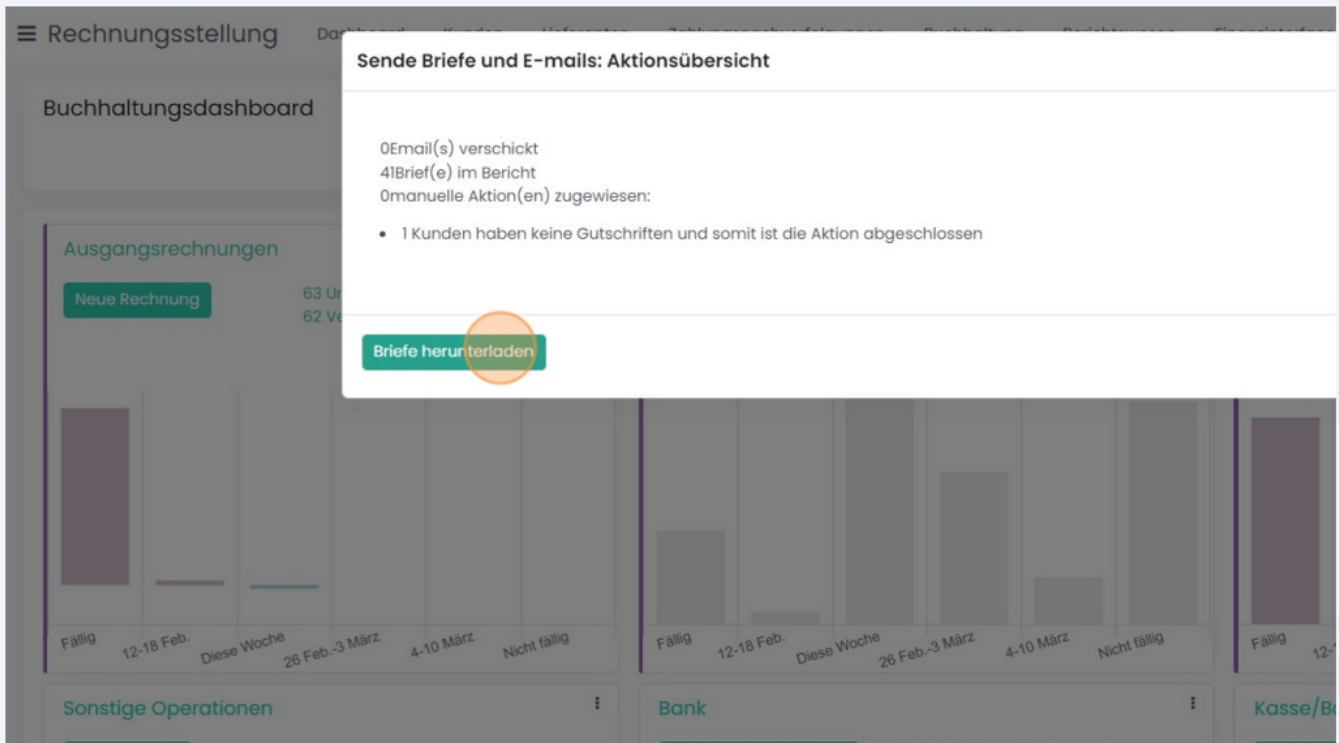 Rechnungsstellung
Sende Briefe und E-mails: Aktionsübersicht
Buchhaltungsdashboard
0Email(s) verschickt
41Brief(e) im Bericht
0manuelle Aktion(en) zugewiesen:
• 1 Kunden haben keine Gutschriften und somit ist die Aktion abgeschlossen
Ausgangsrechnungen
Neue Rechnung
63
62
Briefe herunterladen
Fällig 12-18 Feb. Diese Woche 26 Feb.-3 März 4-10 März Nicht fällig
Fällig 12-18 Feb. Diese Woche 26 Feb.-3 März 4-10 März Nicht fällig
Fällig
Sonstige Operationen
Bank